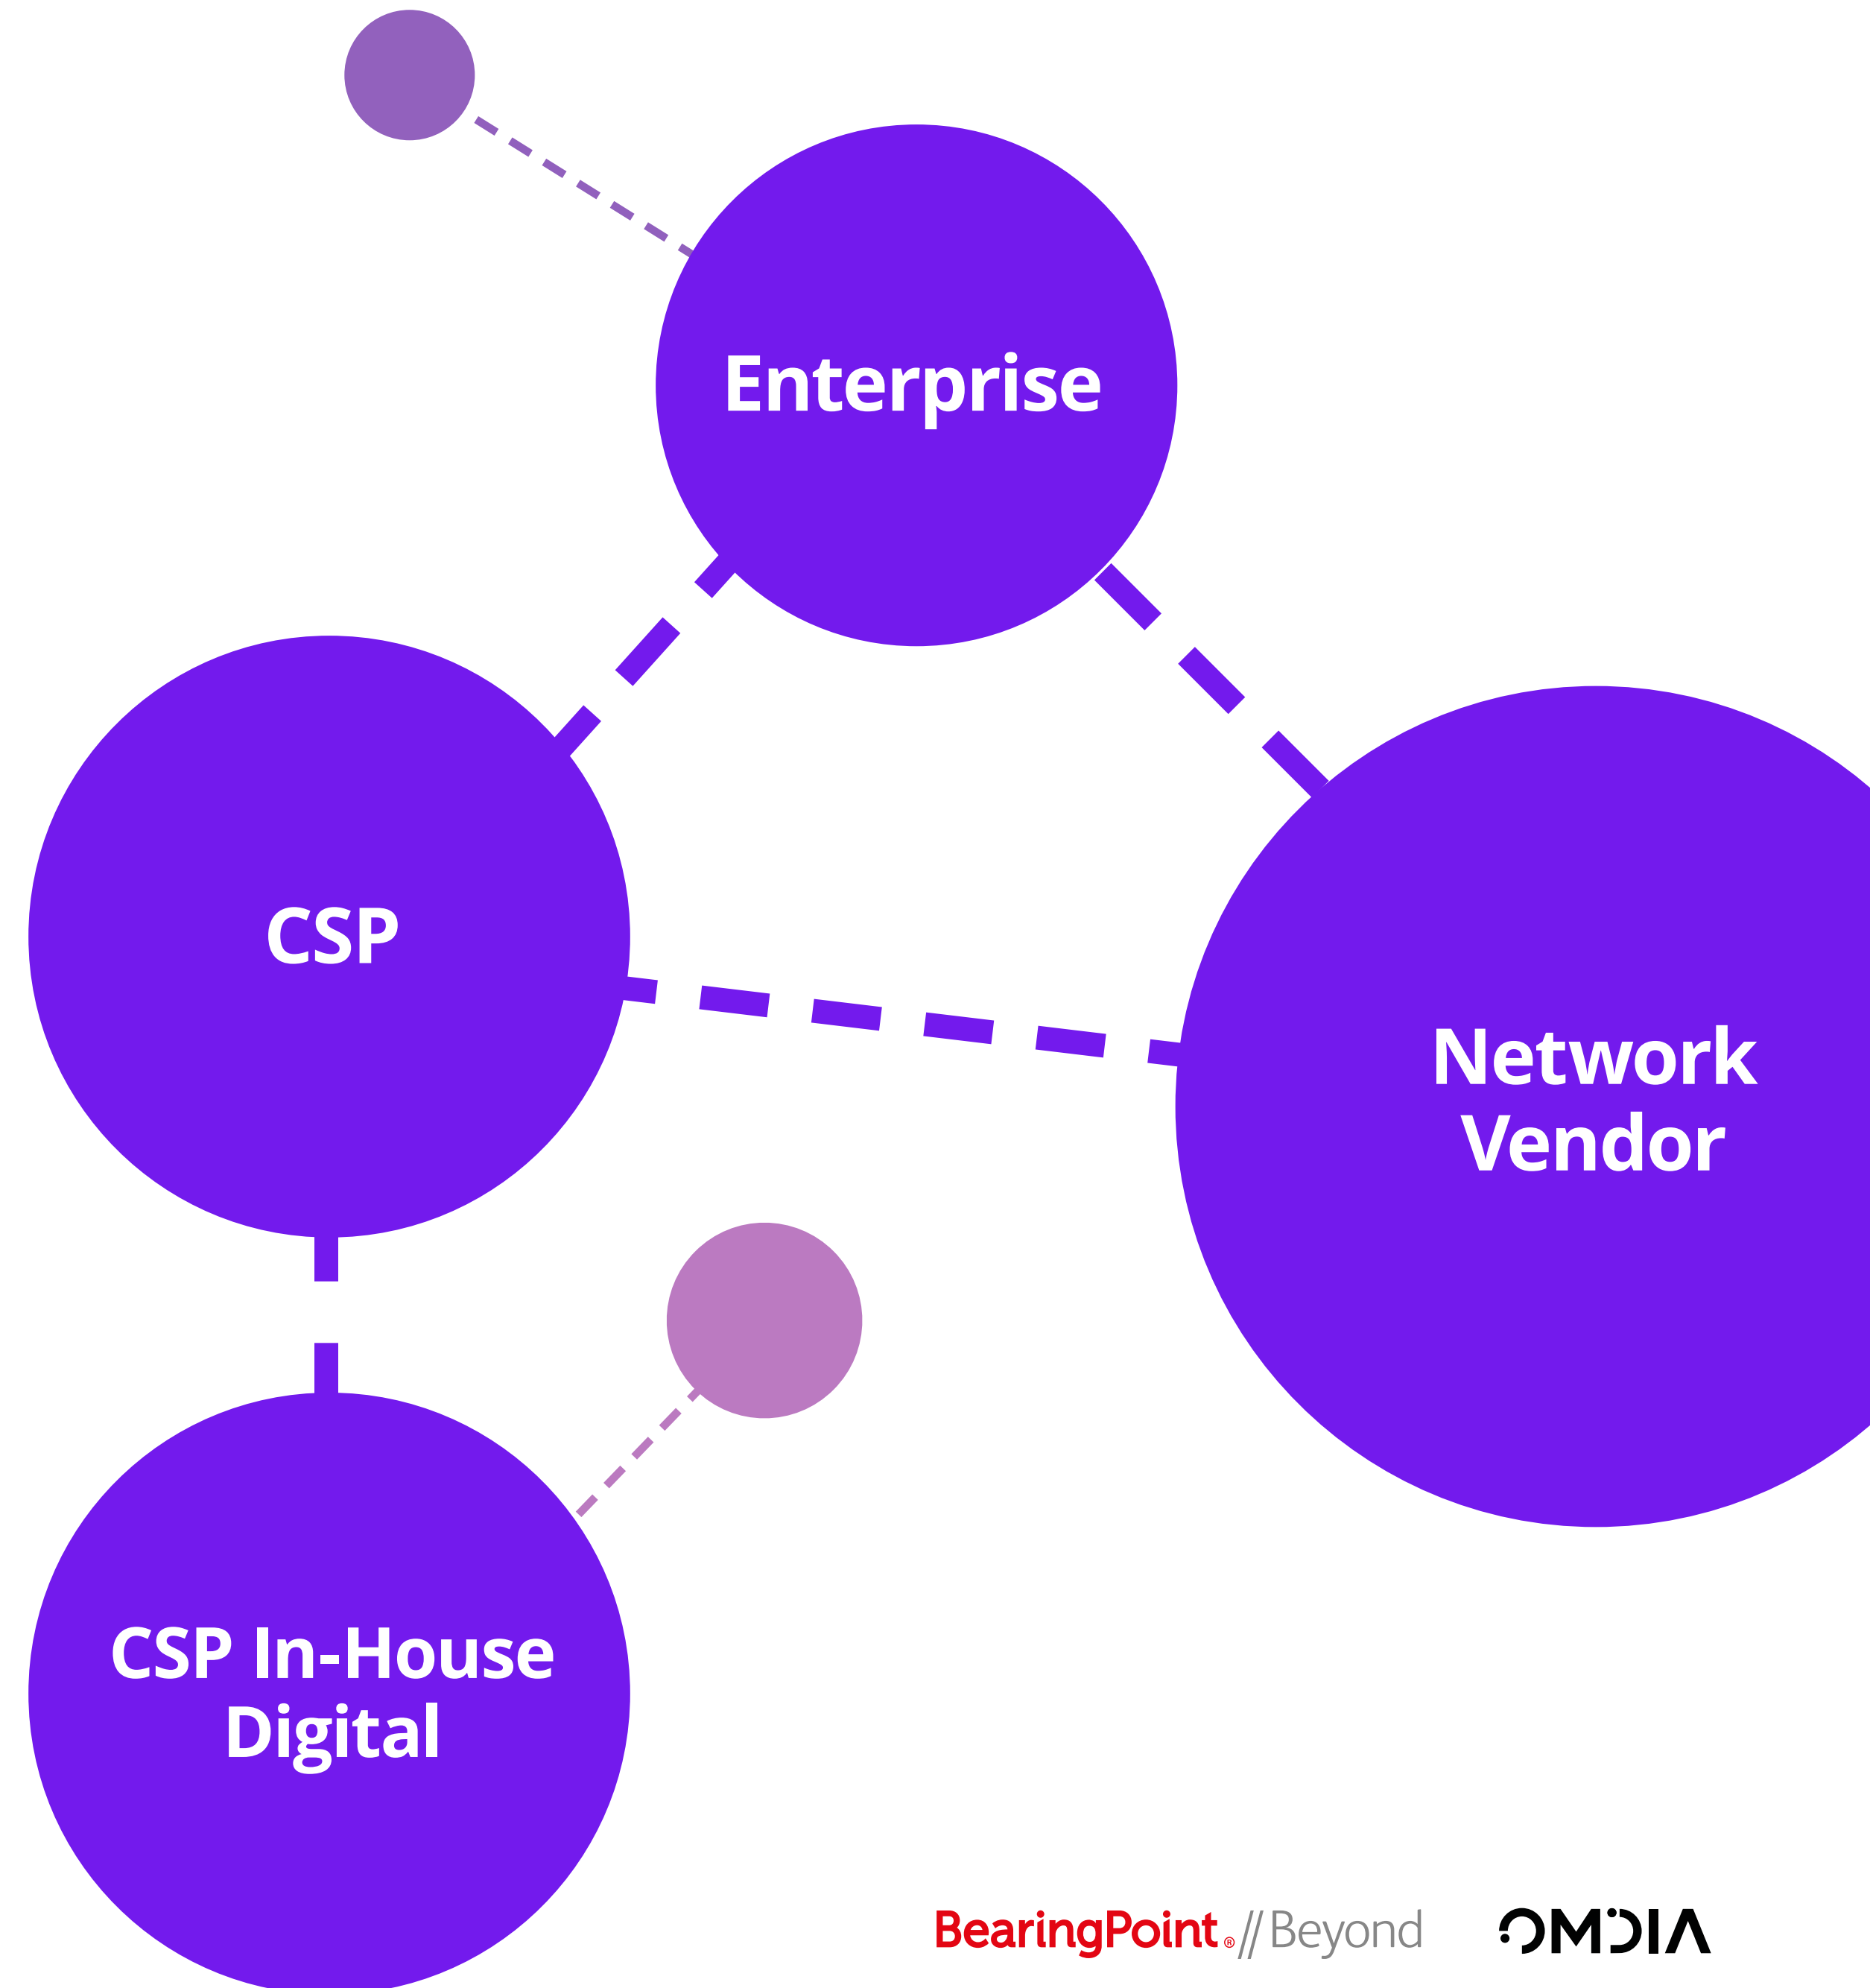 Enterprise
CSP
Network
Vendor
CSP In-House
Digital
BearingPoint®//Beyond
OMDIA